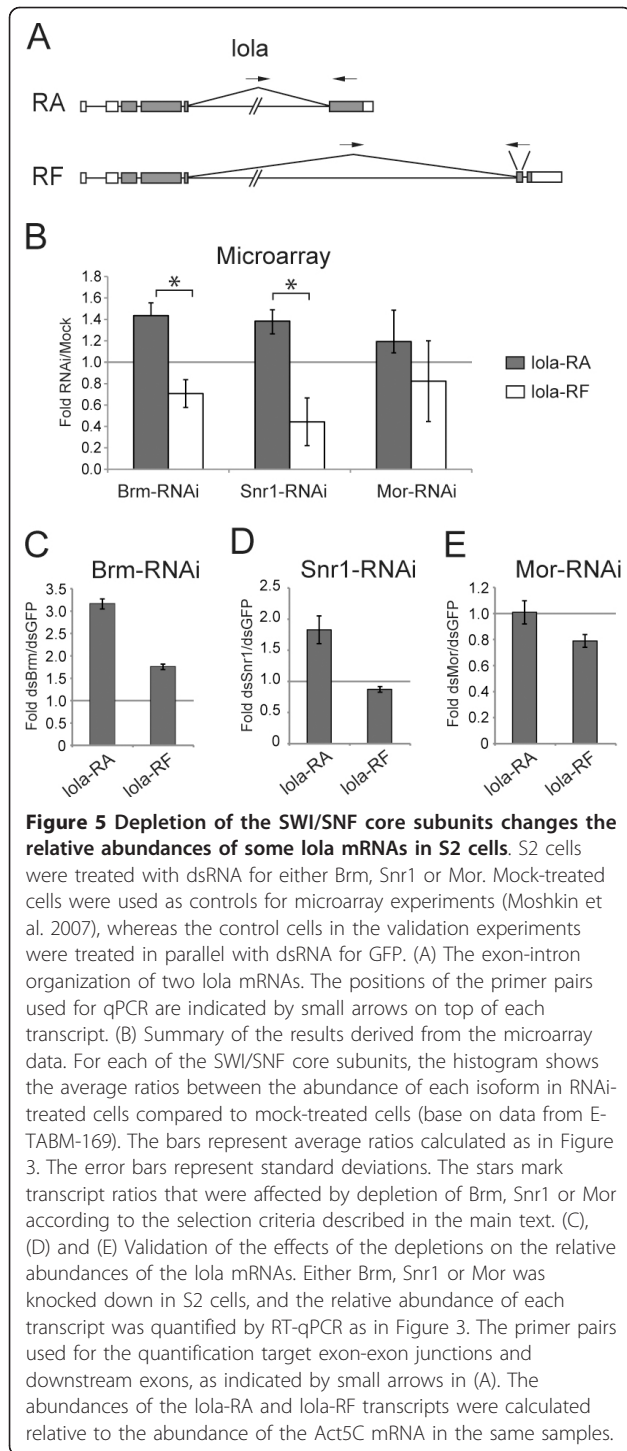 A
lola
RA
RF
B
Microarray
Fold RNAi/Mock
1.8
1.6
1.4
1.2
1.0
0.8
0.6
0.4
0.2
0.0
*
*
lola-RA
lola-RF
Brm-RNAi
Snr1-RNAi
Mor-RNAi
C
Brm-RNAi
Fold dsBrm/dsGFP
3.5
3.0
2.5
2.0
1.5
1.0
0.5
0
lola-RA
lola-RF
D
Snr1-RNAi
Fold dsSnr1/dsGFP
2.5
2.0
1.5
1.0
0.5
0
lola-RA
lola-RF
E
Mor-RNAi
Fold dsMor/dsGFP
1.2
1.0
0.8
0.6
0.4
0.2
0
lola-RA
lola-RF
Figure 5 Depletion of the SWI/SNF core subunits changes the
relative abundances of some lola mRNAs in S2 cells. S2 cells
were treated with dsRNA for either Brm, Snr1 or Mor. Mock-treated
cells were used as controls for microarray experiments (Moshkin et
al. 2007), whereas the control cells in the validation experiments
were treated in parallel with dsRNA for GFP. (A) The exon-intron
organization of two lola mRNAs. The positions of the primer pairs
used for qPCR are indicated by small arrows on top of each
transcript. (B) Summary of the results derived from the microarray
data. For each of the SWI/SNF core subunits, the histogram shows
the average ratios between the abundance of each isoform in RNAi-
treated cells compared to mock-treated cells (base on data from E-
TABM-169). The bars represent average ratios calculated as in Figure
3. The error bars represent standard deviations. The stars mark
transcript ratios that were affected by depletion of Brm, Snr1 or Mor
according to the selection criteria described in the main text. (C),
(D) and (E) Validation of the effects of the depletions on the relative
abundances of the lola mRNAs. Either Brm, Snr1 or Mor was
knocked down in S2 cells, and the relative abundance of each
transcript was quantified by RT-qPCR as in Figure 3. The primer pairs
used for the quantification target exon-exon junctions and
downstream exons, as indicated by small arrows in (A). The
abundances of the lola-RA and lola-RF transcripts were calculated
relative to the abundance of the Act5C mRNA in the same samples.